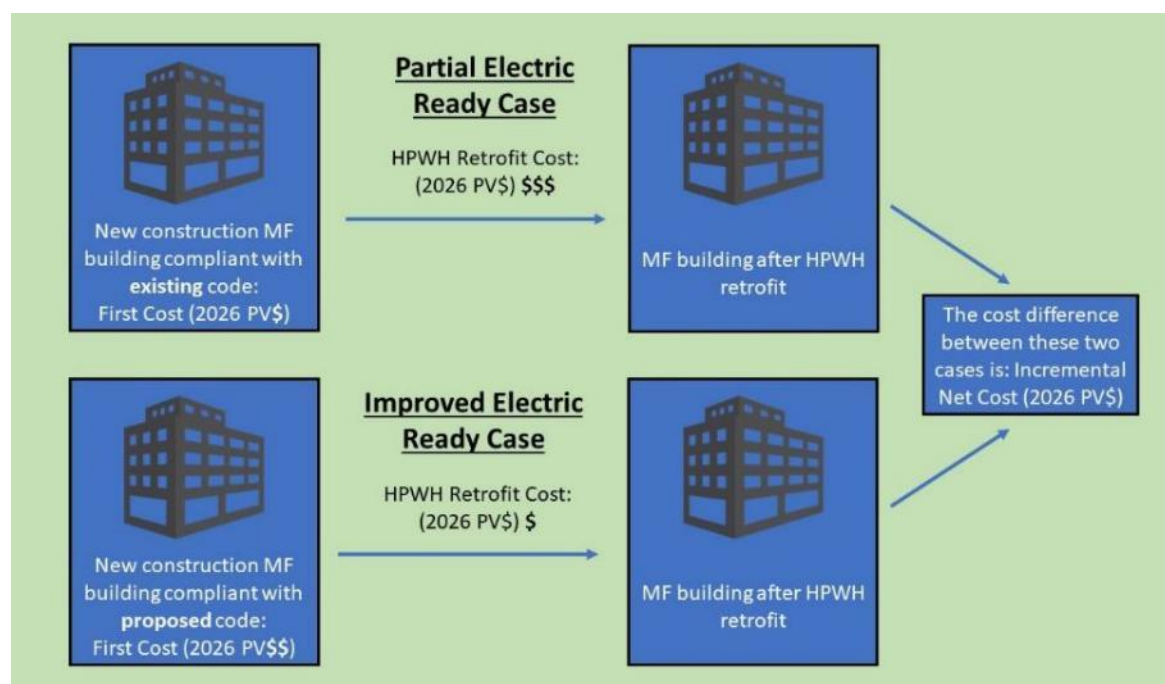 Partial Electric
Ready Case
HPWH Retrofit Cost:
(2026 PV$) $$$
New construction MF
building compliant with
existing code:
First Cost (2026 PV$)
MF building after HPWH
retrofit
The cost difference
between these two
cases is: Incremental
Net Cost (2026 PV$)
Improved Electric
Ready Case
HPWH Retrofit Cost:
(2026 PV$) $
New construction MF
building compliant with
proposed code:
First Cost (2026 PV$$)
MF building after HPWH
retrofit